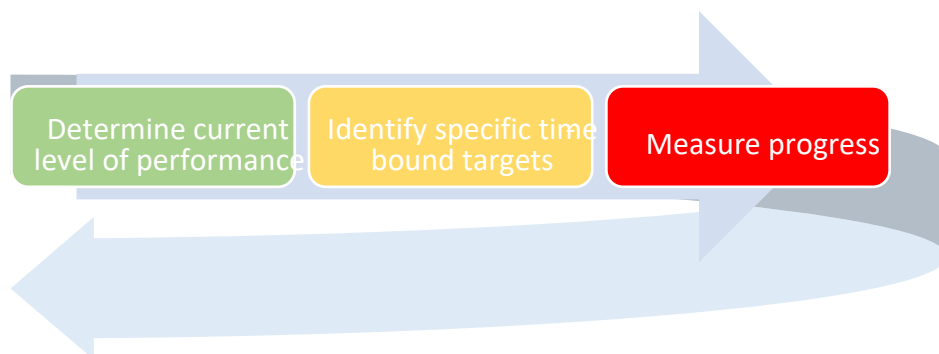 Determine current
level of performance
Identify specific time-
bound targets
Measure progress